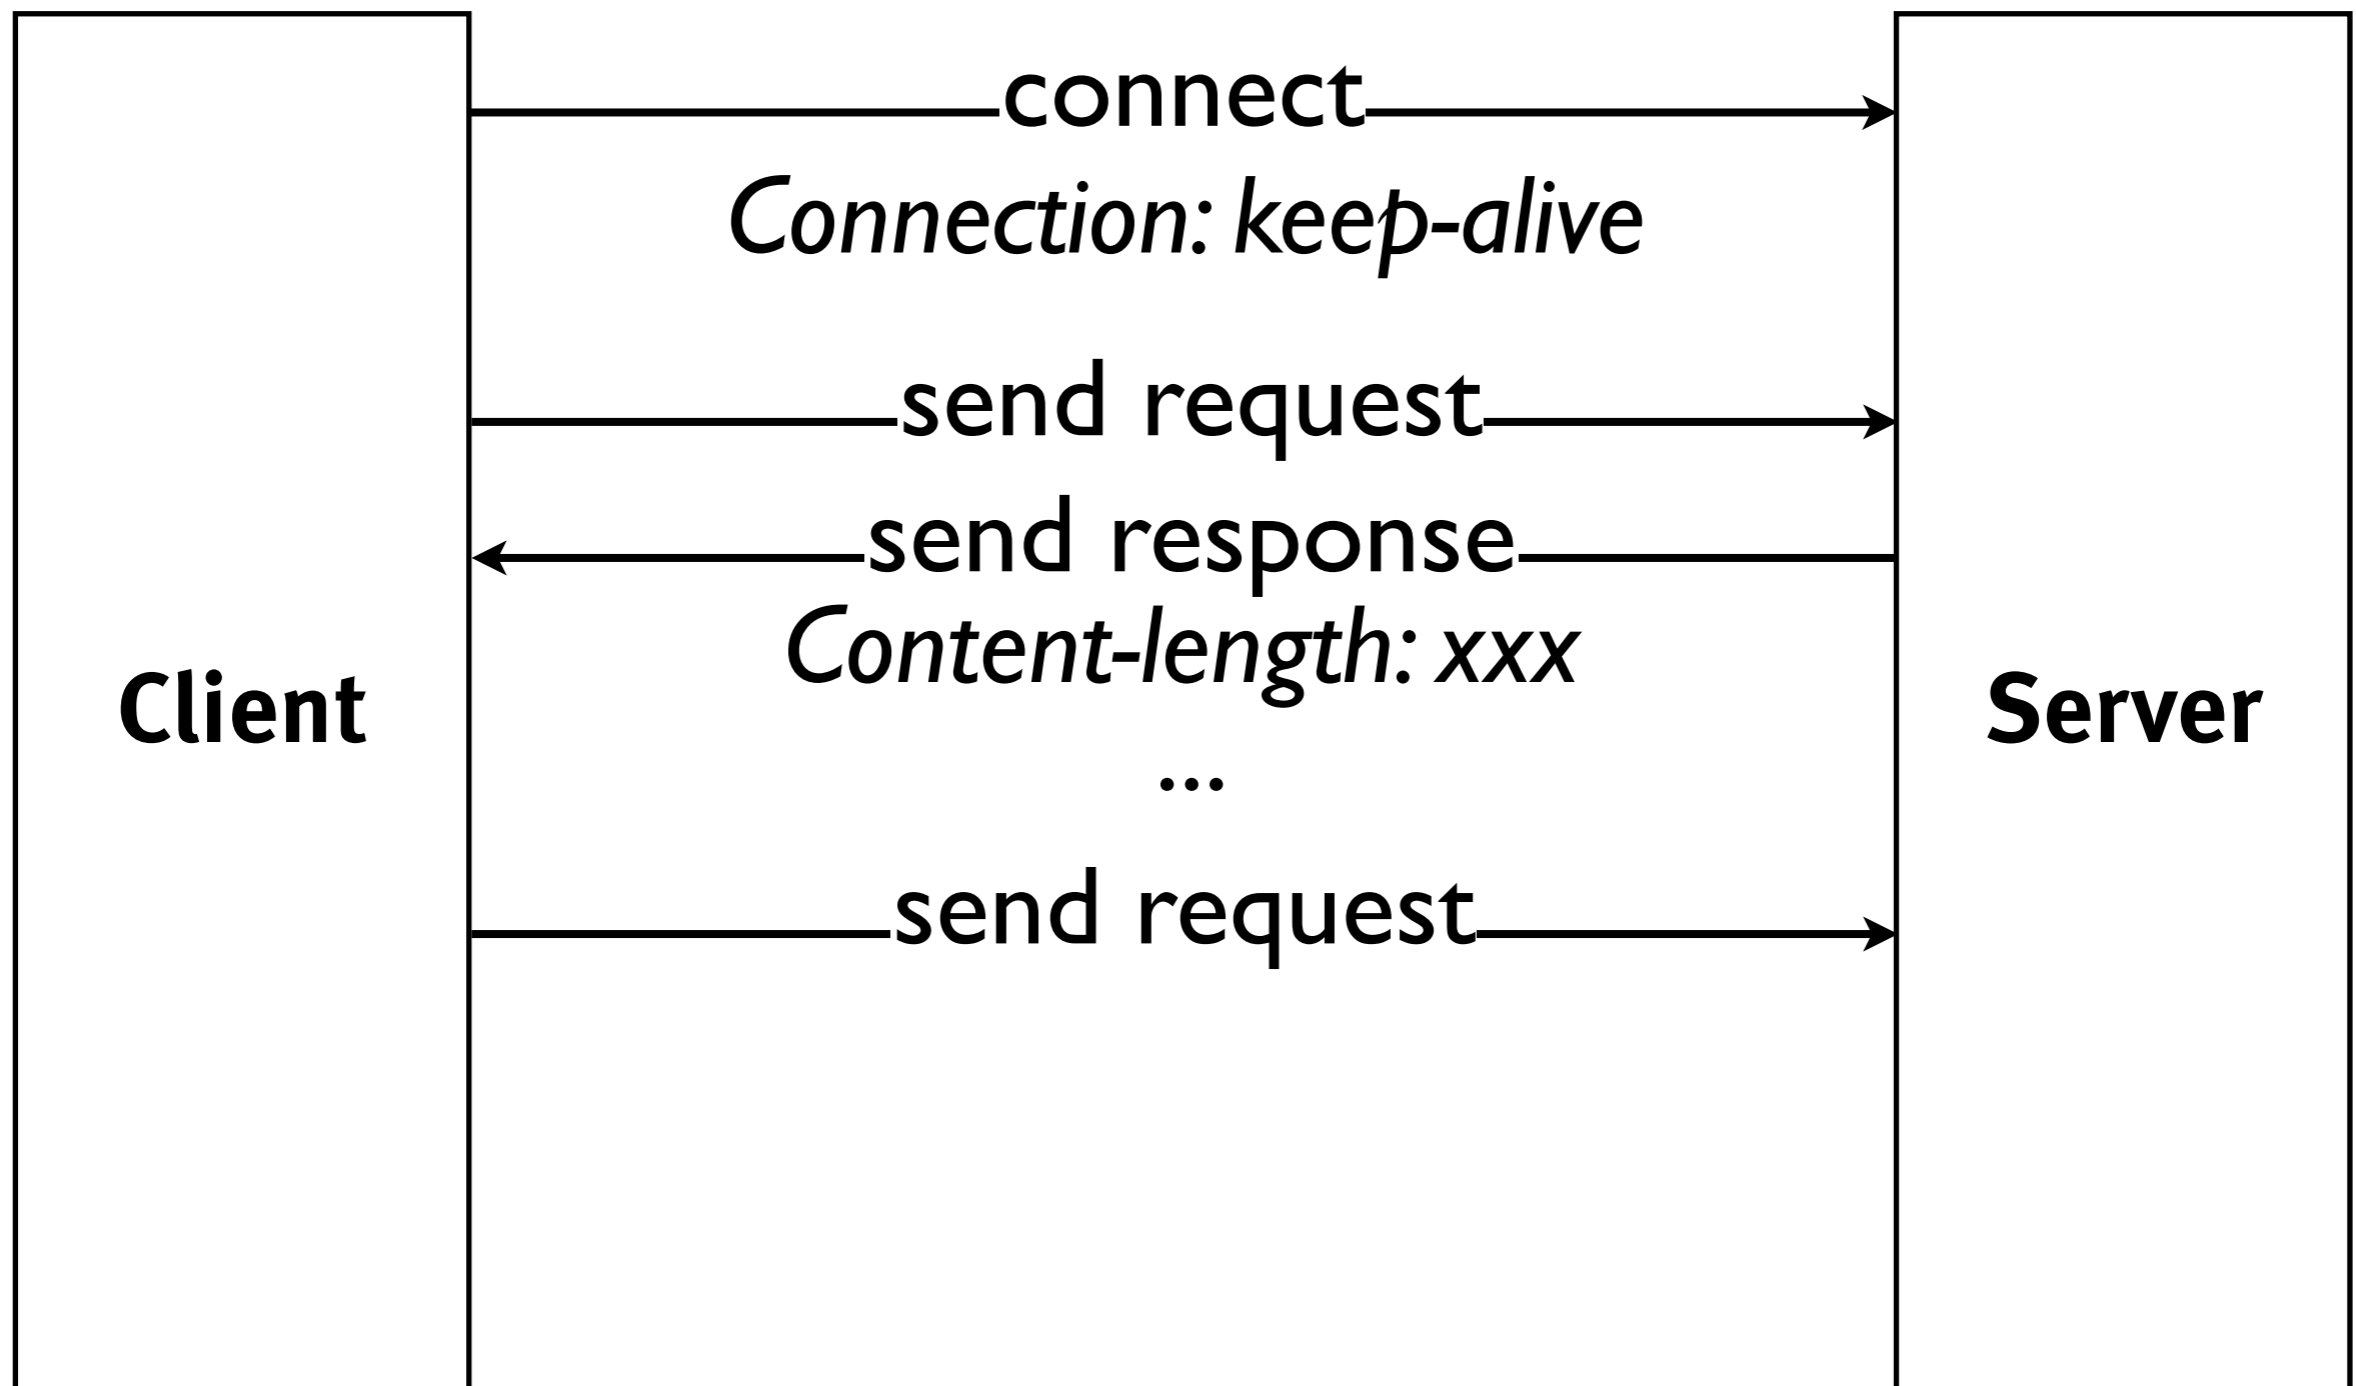 connect
Connection: keep-alive
send request
send response
Content-length: xxx
Client
Server
...
send request